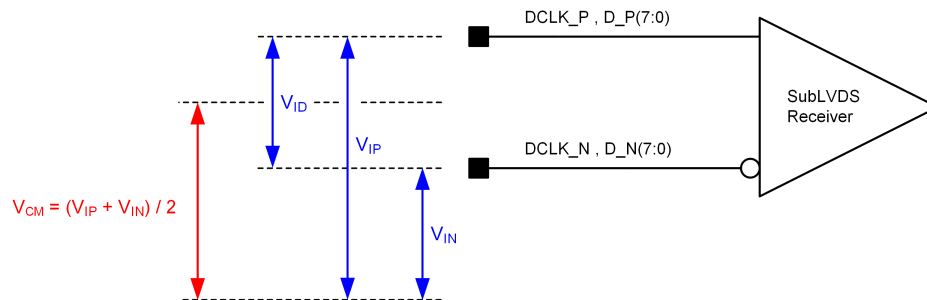 DCLK_P , D_P(7:0)
SubLVDS
Receiver
VID
VIP
DCLK_N , D_N(7:0)
VCM = (VIP + VIN) / 2
VIN